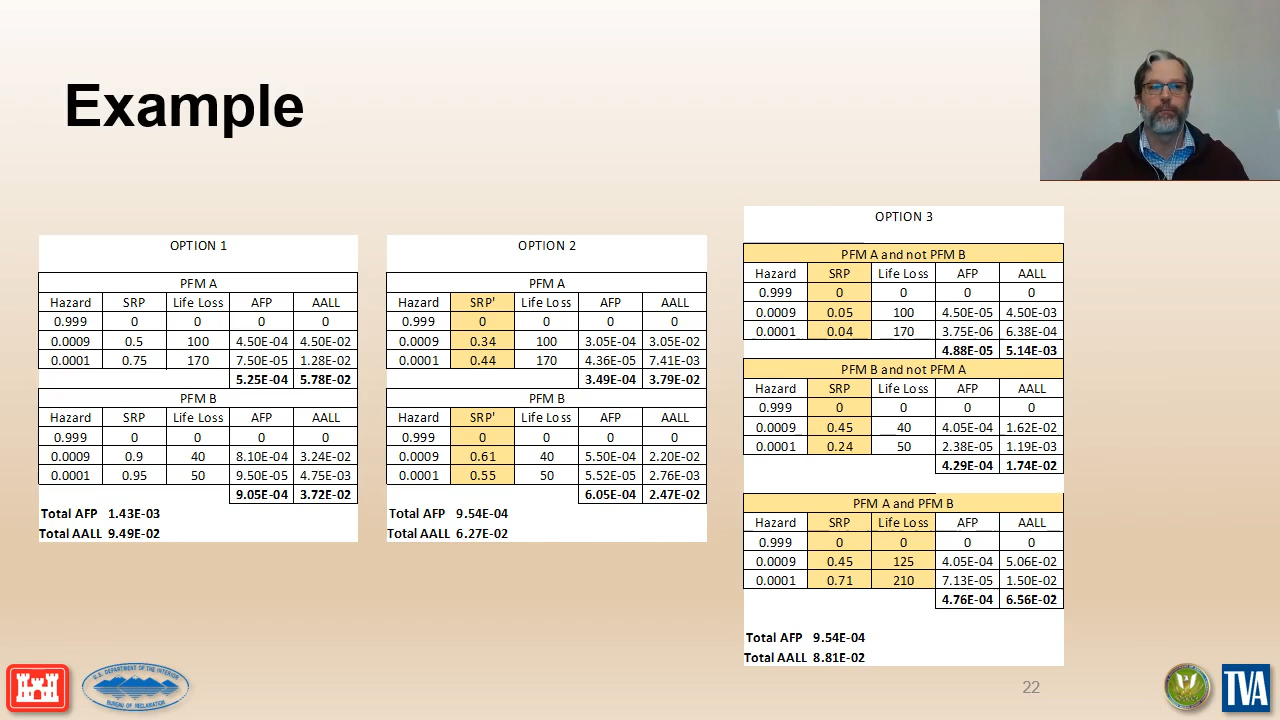 Example
OPTION 1
PFM A
Hazard SRP Life Loss AFP AALL
0.999 0 0 0 0
0.0009 0.5 100 4.50E-04 4.50E-02
0.0001 0.75 170 7.50E-05 1.28E-02
5.25E-04 5.78E-02
PFM B
Hazard SRP Life Loss AFP AALL
0.999 0 0 0 0
0.0009 0.9 40 8.10E-04 3.24E-02
0.0001 0.95 50 9.50E-05 4.75E-03
9.05E-04 3.72E-02
Total AFP 1.43E-03
Total AALL 9.49E-02
OPTION 2
PFM A
Hazard SRP' Life Loss AFP AALL
0.999 0 0 0 0
0.0009 0.34 100 3.05E-04 3.05E-02
0.0001 0.44 170 4.36E-05 7.41E-03
3.49E-04 3.79E-02
PFM B
Hazard SRP' Life Loss AFP AALL
0.999 0 0 0 0
0.0009 0.61 40 5.50E-04 2.20E-02
0.0001 0.55 50 5.52E-05 2.76E-03
6.05E-04 2.47E-02
Total AFP 9.54E-04
Total AALL 6.27E-02
OPTION 3
PFM A and not PFM B
Hazard SRP Life Loss AFP AALL
0.999 0 0 0 0
0.0009 0.05 100 4.50E-05 4.50E-03
0.0001 0.04 170 3.75E-06 6.38E-04
4.88E-05 5.14E-03
PFM B and not PFM A
Hazard SRP Life Loss AFP AALL
0.999 0 0 0 0
0.0009 0.45 40 4.05E-04 1.62E-02
0.0001 0.24 50 2.38E-05 1.19E-03
4.29E-04 1.74E-02
PFM A and PFM B
Hazard SRP Life Loss AFP AALL
0.999 0 0 0 0
0.0009 0.45 125 4.05E-04 5.06E-02
0.0001 0.71 210 7.13E-05 1.50E-02
4.76E-04 6.56E-02
Total AFP 9.54E-04
Total AALL 8.81E-02
U.S. DEPARTMENT OF THE INTERIOR
BUREAU OF RECLAMATION
22
TVA